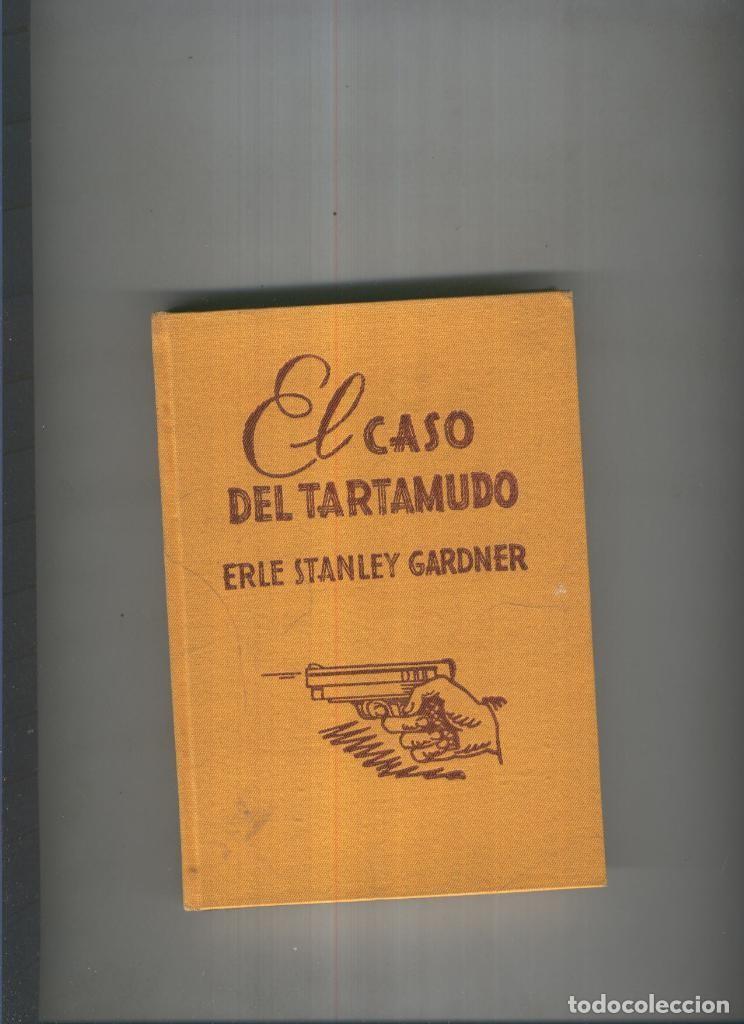 El CASO
DEL TARTAMUDO
ERLE STANLEY GARDNER
todocoleccion